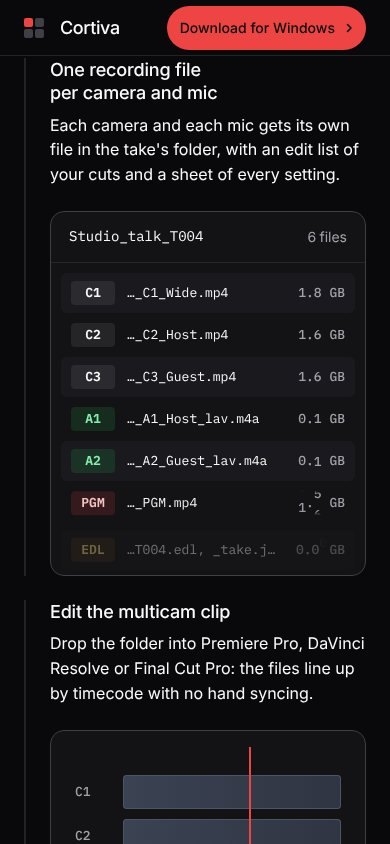 Cortiva
Download for Windows
One recording file
per camera and mic
Each camera and each mic gets its own
file in the take's folder, with an edit list of
your cuts and a sheet of every setting.
Studio_talk_T004 6 files
C1 …_C1_Wide.mp4 1.8 GB
C2 …_C2_Host.mp4 1.6 GB
C3 …_C3_Guest.mp4 1.6 GB
A1 …_A1_Host_lav.m4a 0.1 GB
A2 …_A2_Guest_lav.m4a 0.1 GB
PGM …_PGM.mp4 GB
EDL …T004.edl, _take.j… 0.0 GB
Edit the multicam clip
Drop the folder into Premiere Pro, DaVinci
Resolve or Final Cut Pro: the files line up
by timecode with no hand syncing.
C1
C2